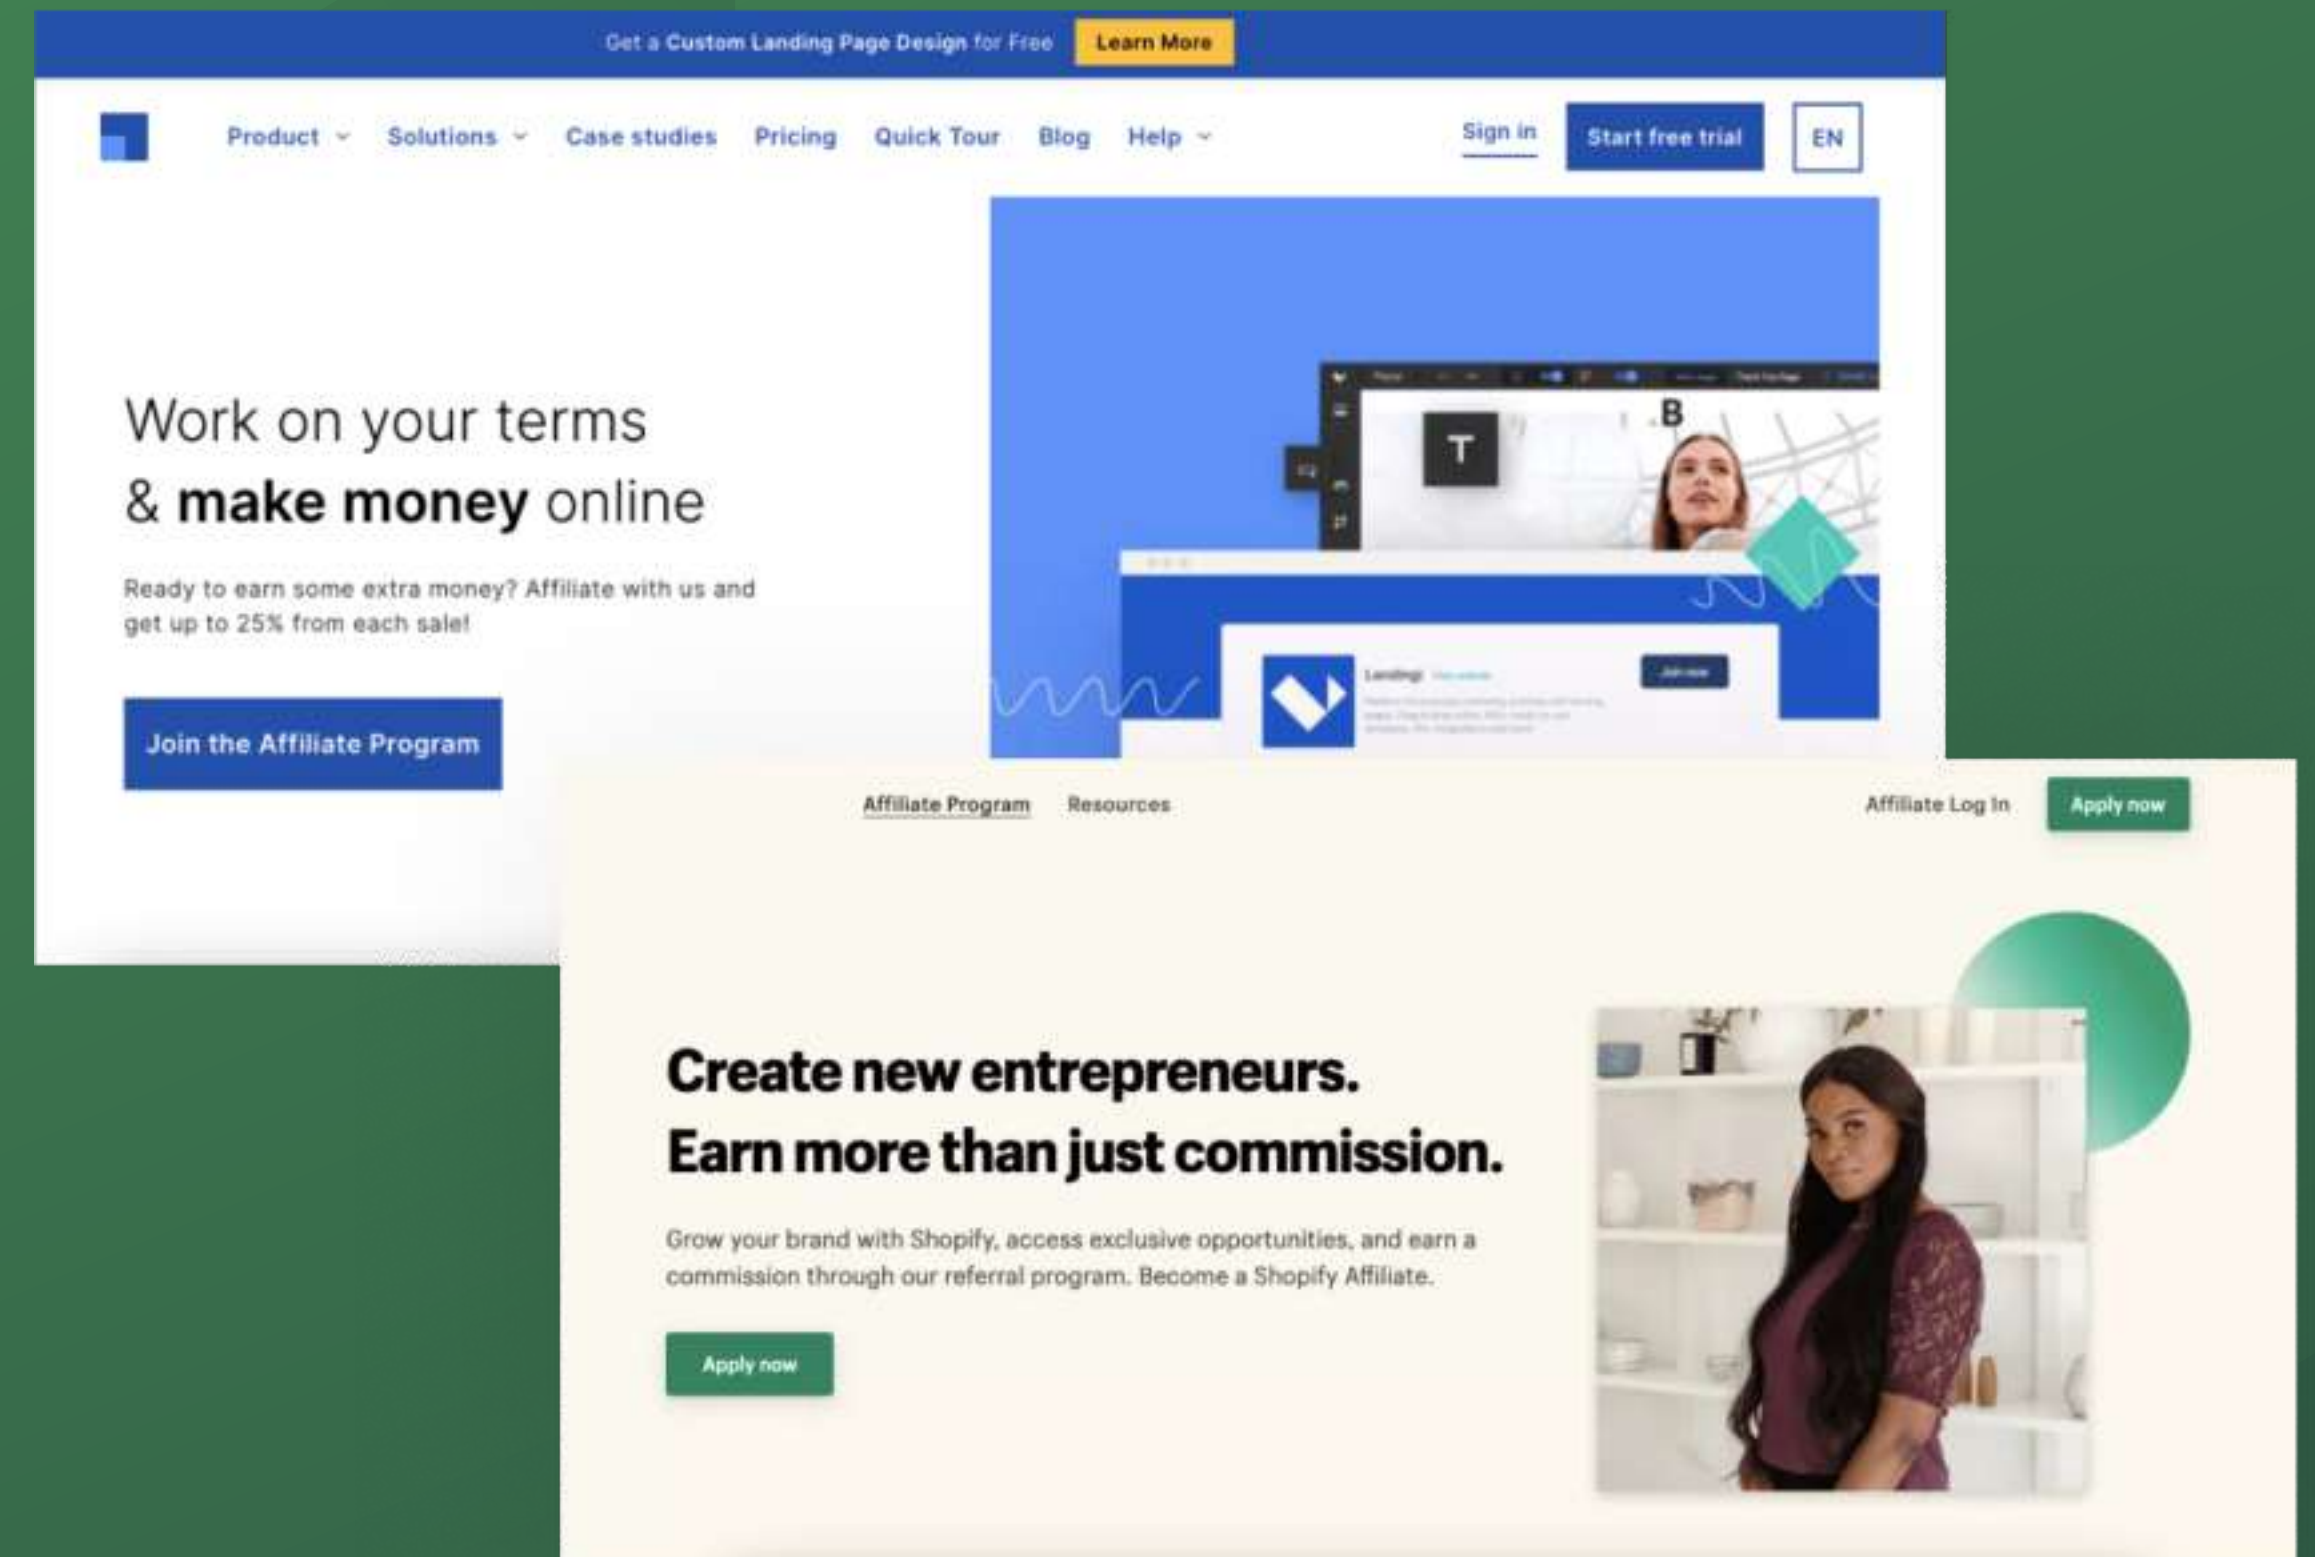 Get a Custom Landing Page Design for Free Learn More
Product Solutions Case studies Pricing Quick Tour Blog Help Sign in Start free trial EN
Work on your terms
& make money online
Ready to earn some extra money? Affiliate with us and
get up to 25% from each sale!
Join the Affiliate Program
T
B
Landingi
Join now
Affiliate Program Resources Affiliate Log In Apply now
Create new entrepreneurs.
Earn more than just commission.
Grow your brand with Shopify, access exclusive opportunities, and earn a
commission through our referral program. Become a Shopify Affiliate.
Apply now